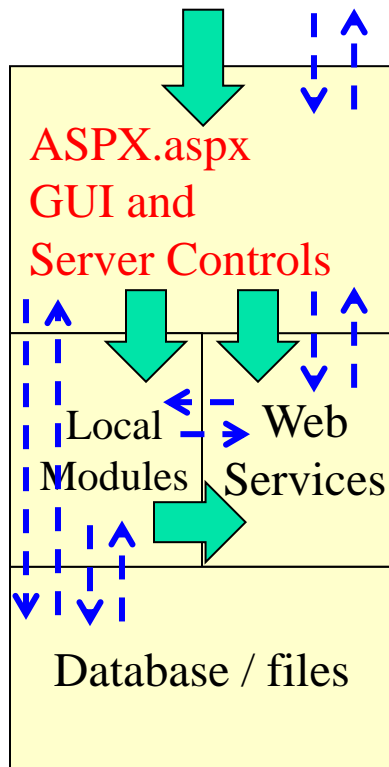 ASPX.aspx
GUI and
Server Controls
Local
Modules
Web
Services
Database / files